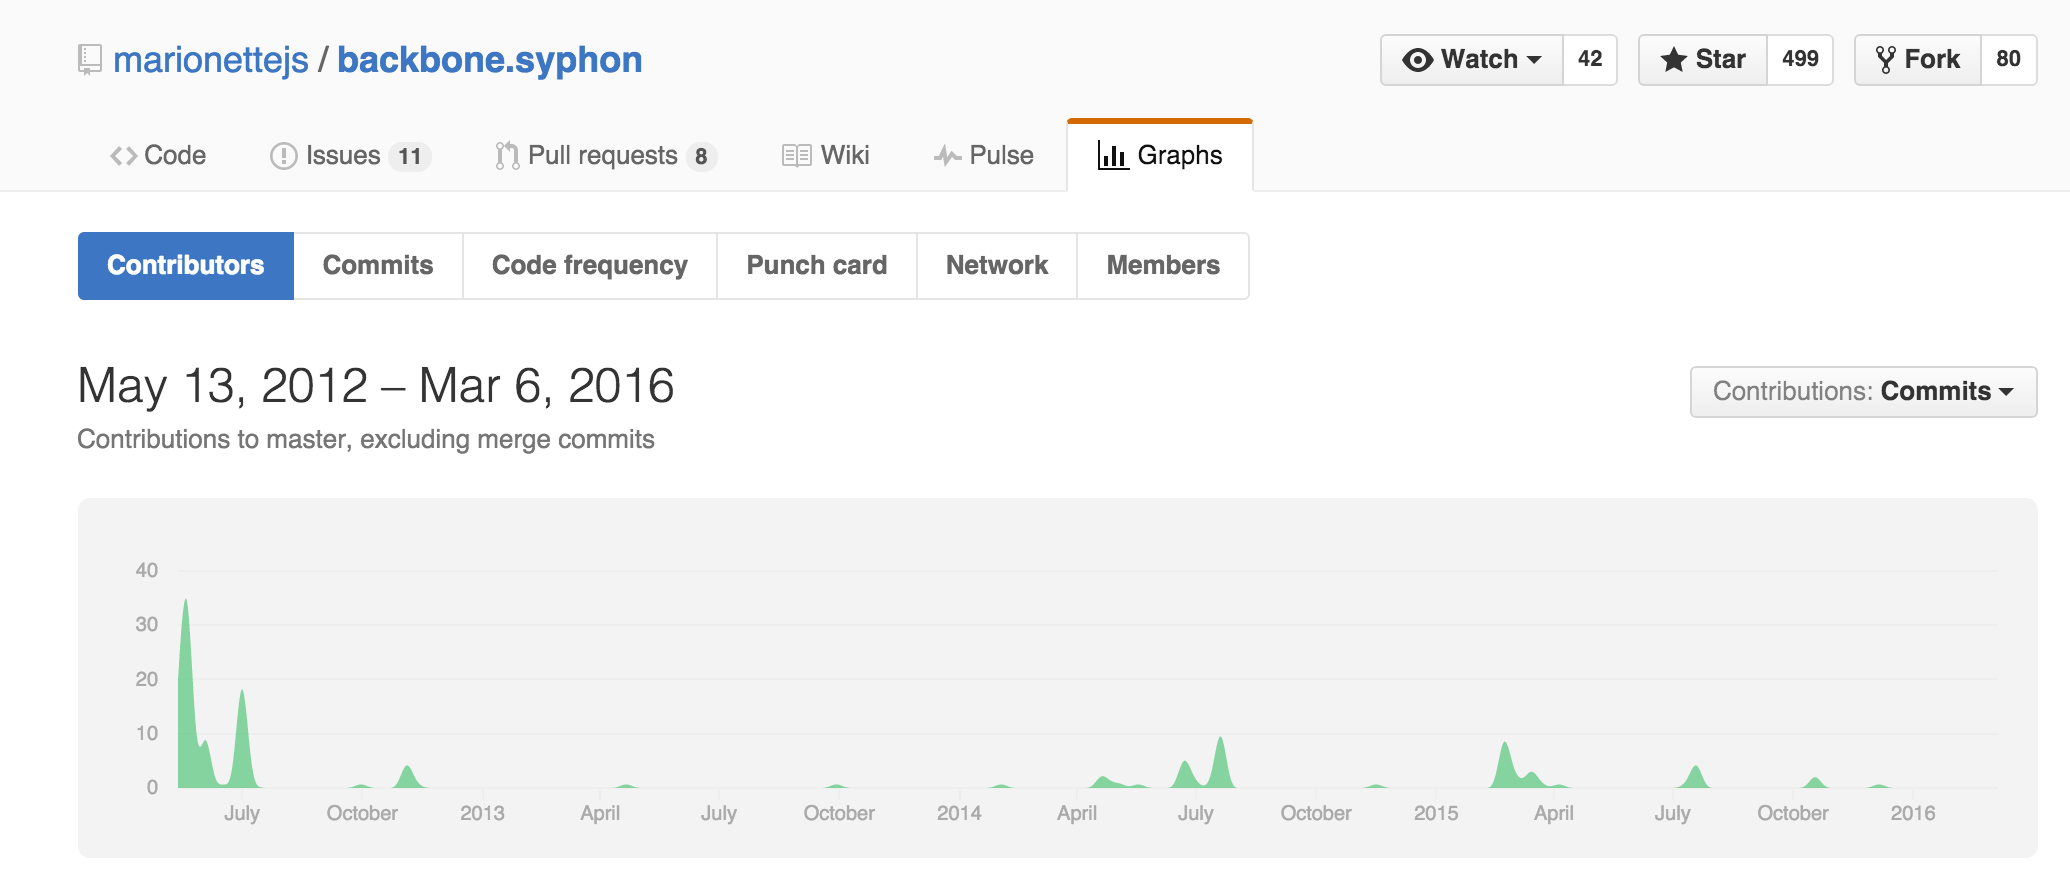 marionettejs / backbone.syphon
Watch 42 Star 499 Fork 80
Code Issues 11 Pull requests 8 Wiki Pulse Graphs
Contributors Commits Code frequency Punch card Network Members
May 13, 2012 – Mar 6, 2016
Contributions: Commits
Contributions to master, excluding merge commits
40
30
20
10
0
July October 2013 April July October 2014 April July October 2015 April July October 2016